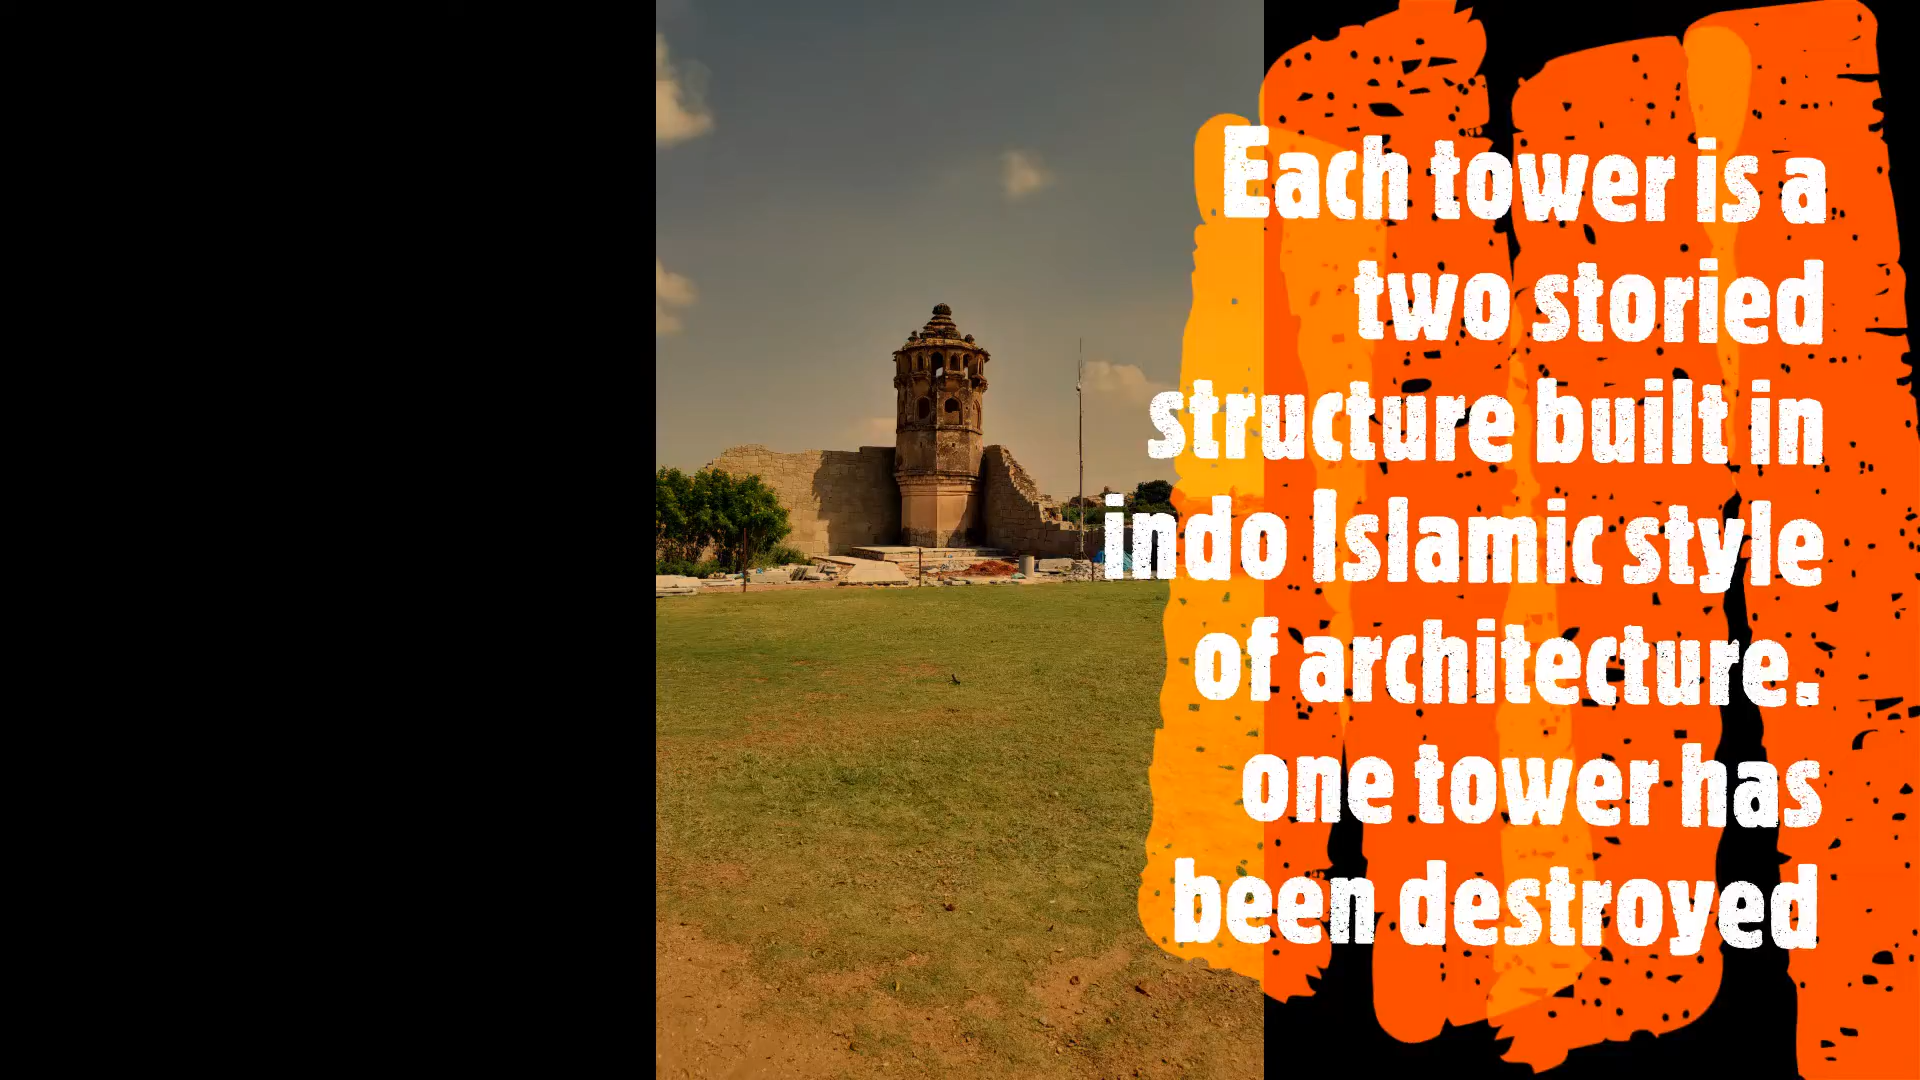 Each tower is a
two storied
structure built in
indo Islamic style
of architecture.
one tower has
been destroyed